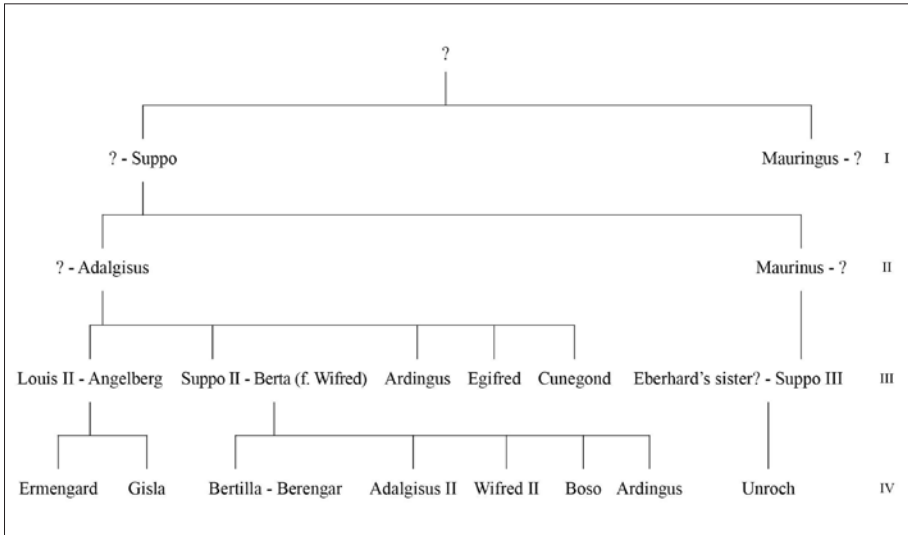 ?
? - Suppo Mauringus - ? I
? - Adalgisus Maurinus - ? II
Louis II - Angelberg Suppo II - Berta (f. Wifred) Ardingus Egifred Cunegond Eberhard's sister? - Suppo III III
Ermengard Gisla Bertilla - Berengar Adalgisus II Wifred II Boso Ardingus Unroch IV